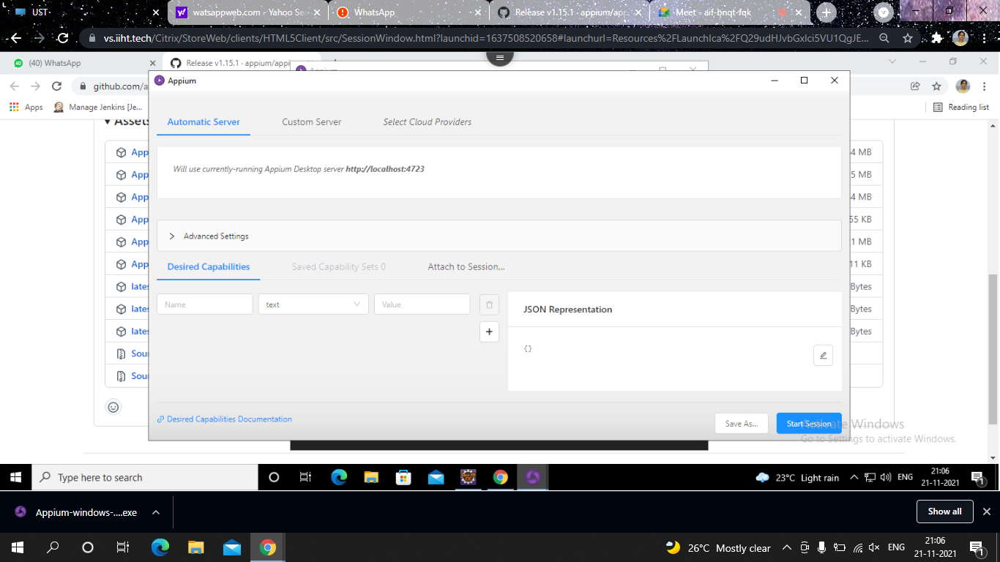 UST
watsappweb.com - Yahoo Se
WhatsApp
Release v1.15.1 · appium/ap
Meet - aif-bnqt-fqk
vs.iiht.tech/Citrix/StoreWeb/clients/HTML5Client/src/SessionWindow.html?launchid=1637508520658#launchurl=Resources%2FLaunchIca%2FQ29udHJvbGxlci5VU1QgJE...
(40) WhatsApp
Release v1.15.1 · appium/appi
Appium
Appium
github.com/a
Apps
Manage Jenkins [Je...
Reading list
Assets
Automatic Server
Custom Server
Select Cloud Providers
App
4 MB
Will use currently-running Appium Desktop server http://localhost:4723
App
5 MB
App
4 MB
App
55 KB
Advanced Settings
App
1 MB
App
11 KB
Desired Capabilities
Saved Capability Sets 0
Attach to Session...
lates
Bytes
Name
text
Value
JSON Representation
lates
Bytes
lates
Bytes
{}
Sour
Sour
Desired Capabilities Documentation
Save As...
Start Session
Activate Windows
Go to Settings to activate Windows.
Type here to search
23°C Light rain
ENG
21:06
21-11-2021
1
Appium-windows-....exe
Show all
26°C Mostly clear
ENG
21:06
21-11-2021
1